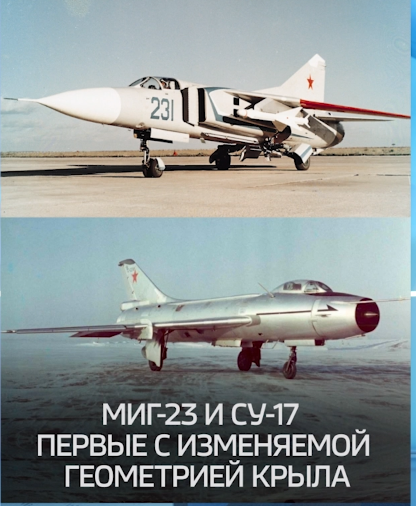 231
МИГ-23 И СУ-17
ПЕРВЫЕ С ИЗМЕНЯЕМОЙ
ГЕОМЕТРИЕЙ КРЫЛА